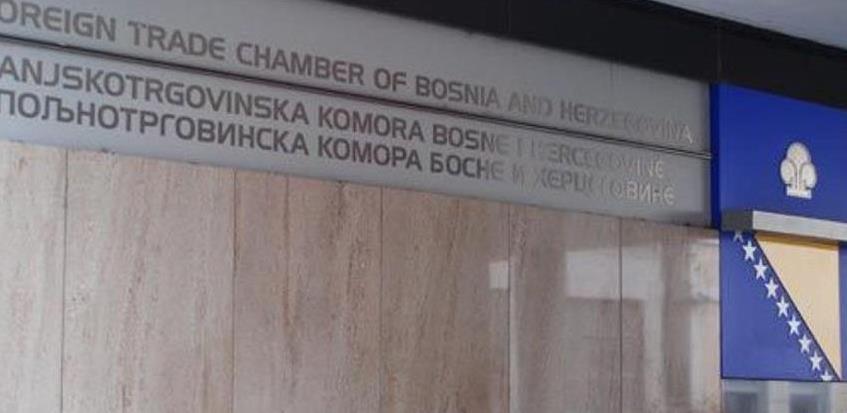 OREIGN TRADE CHAMBER OF BOSNIA AND HERZEGOVINA
ANJSKOTRGOVINSKA KOMORA BOSNE I HERCEGOVINE
ПОЉНОТРГОВИНСКА КОМОРА БОСНЕ И ХЕРЦЕГОВИНЕ